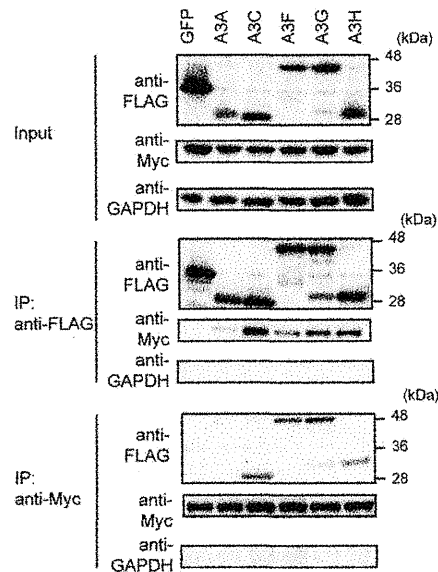 GFP A3A A3C A3F A3G A3H (kDa)
Input
anti-
FLAG
48
36
28
anti-
Myc
anti-
GAPDH
(kDa)
IP:
anti-FLAG
anti-
FLAG
48
36
28
anti-
Myc
anti-
GAPDH
(kDa)
IP:
anti-Myc
anti-
FLAG
48
36
28
anti-
Myc
anti-
GAPDH